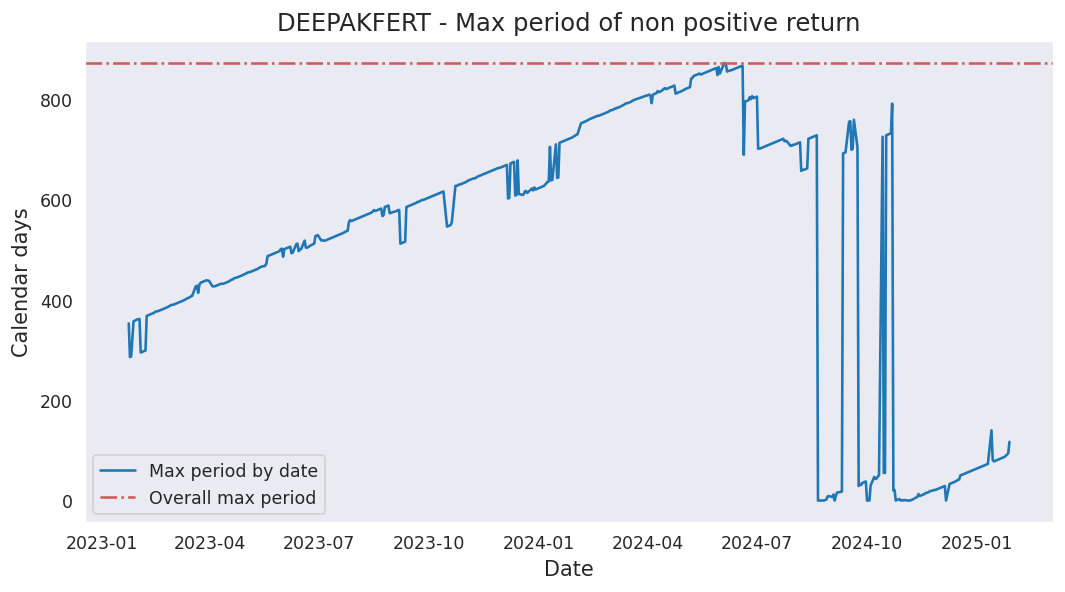 DEEPAKFERT - Max period of non positive return
Calendar days
800
600
400
200
0
Max period by date
Overall max period
2023-01 2023-04 2023-07 2023-10 2024-01 2024-04 2024-07 2024-10 2025-01
Date